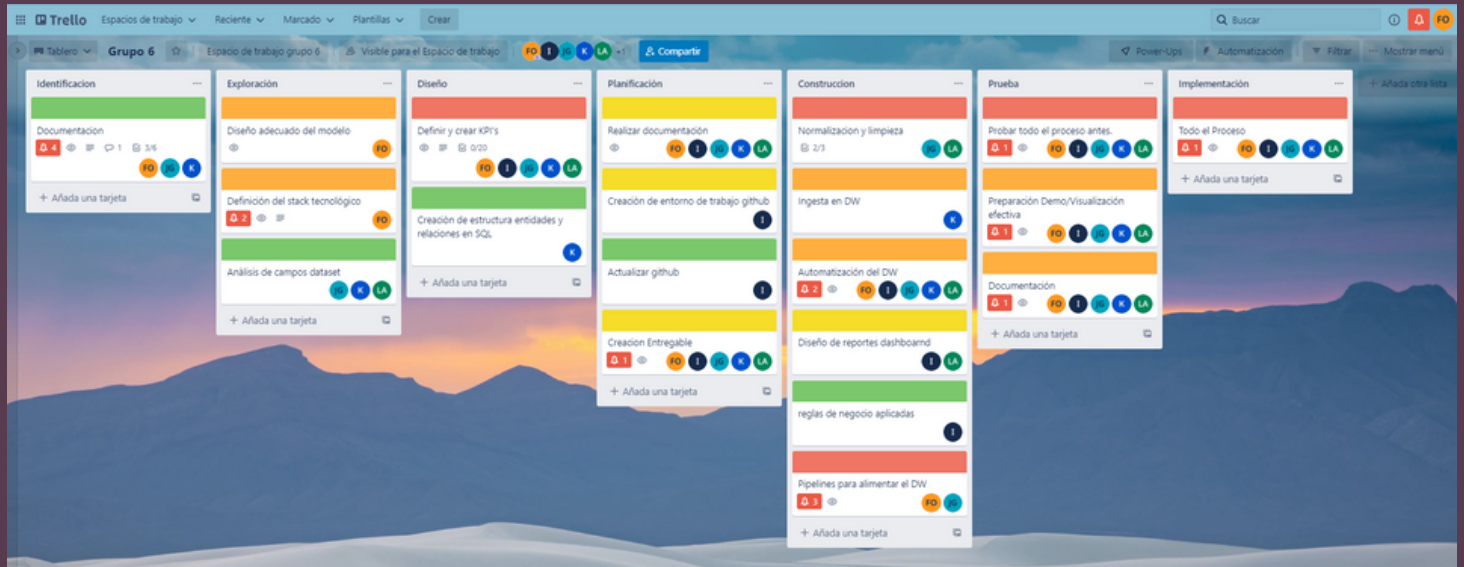 Trello Espacios de trabajo Reciente Marcado Plantillas Crear Buscar FO
Tablero Grupo 6 Espacio de trabajo grupo 6 Visible para el Espacio de trabajo FO I JG K LA +1 Compartir Power-Ups Automatización Filtrar Mostrar menú
Identificacion
Documentacion
4 1 3/6
FO JG K
+ Añada una tarjeta
Exploración
Diseño adecuado del modelo
FO
Definición del stack tecnológico
2 FO
Análisis de campos dataset
JG K LA
+ Añada una tarjeta
Diseño
Definir y crear KPI's
0/20
FO I JG K LA
Creación de estructura entidades y
relaciones en SQL
K
+ Añada una tarjeta
Planificación
Realizar documentación
FO I JG K LA
Creación de entorno de trabajo github
I
Actualizar github
I
Creacion Entregable
1 FO I JG K LA
+ Añada una tarjeta
Construccion
Normalizacion y limpieza
2/3 JG LA
Ingesta en DW
K
Automatización del DW
2 FO I JG K LA
Diseño de reportes dashboarnd
I LA
reglas de negocio aplicadas
I
Pipelines para alimentar el DW
3 FO JG
+ Añada una tarjeta
Prueba
Probar todo el proceso antes.
1 FO I JG K LA
Preparación Demo/Visualización
efectiva
1 FO I JG K LA
Documentación
1 FO I JG K LA
+ Añada una tarjeta
Implementación
Todo el Proceso
1 FO I JG K LA
+ Añada una tarjeta
+ Añada otra lista